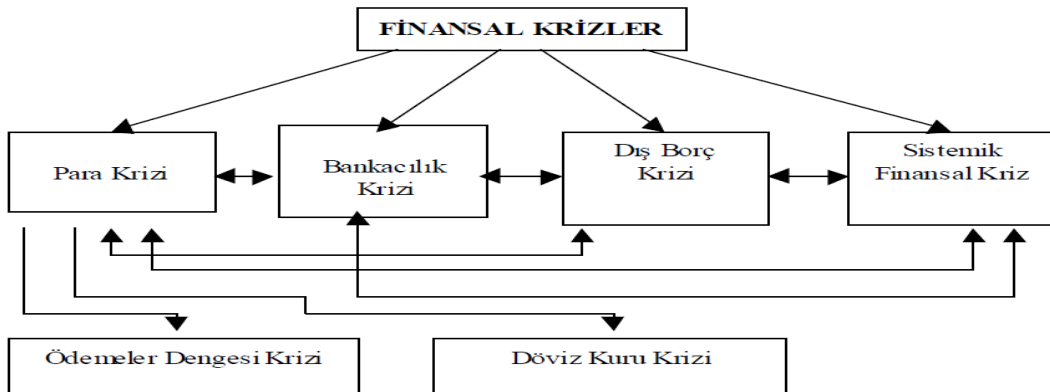 FİNANSAL KRİZLER
Para Krizi
Bankacılık
Krizi
Dış Borç
Krizi
Sistemik
Finansal Kriz
Ödemeler Dengesi Krizi
Döviz Kuru Krizi